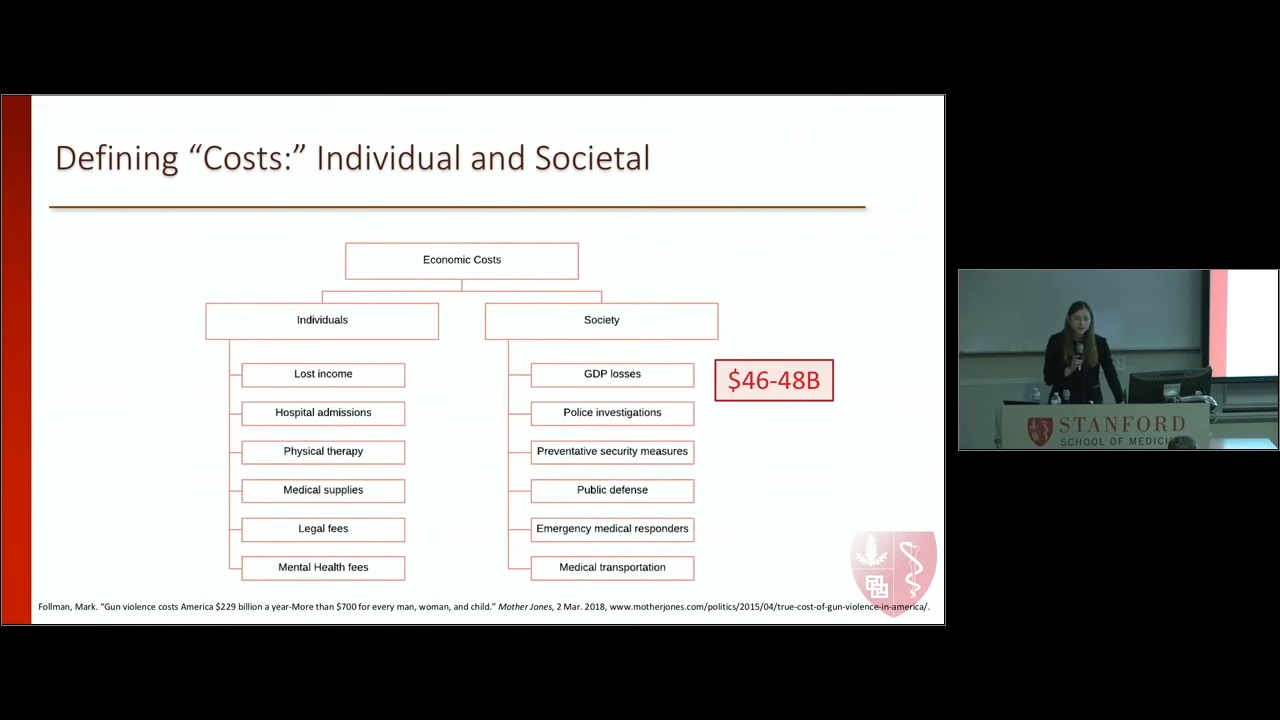 Defining “Costs:” Individual and Societal
Economic Costs
Individuals
Society
Lost income
Hospital admissions
Physical therapy
Medical supplies
Legal fees
Mental Health fees
GDP losses
Police investigations
Preventative security measures
Public defense
Emergency medical responders
Medical transportation
$46-48B
Follman, Mark. “Gun violence costs America $229 billion a year-More than $700 for every man, woman, and child.” Mother Jones, 2 Mar. 2018, www.motherjones.com/politics/2015/04/true-cost-of-gun-violence-in-america/.
STANFORD
SCHOOL OF MEDICI